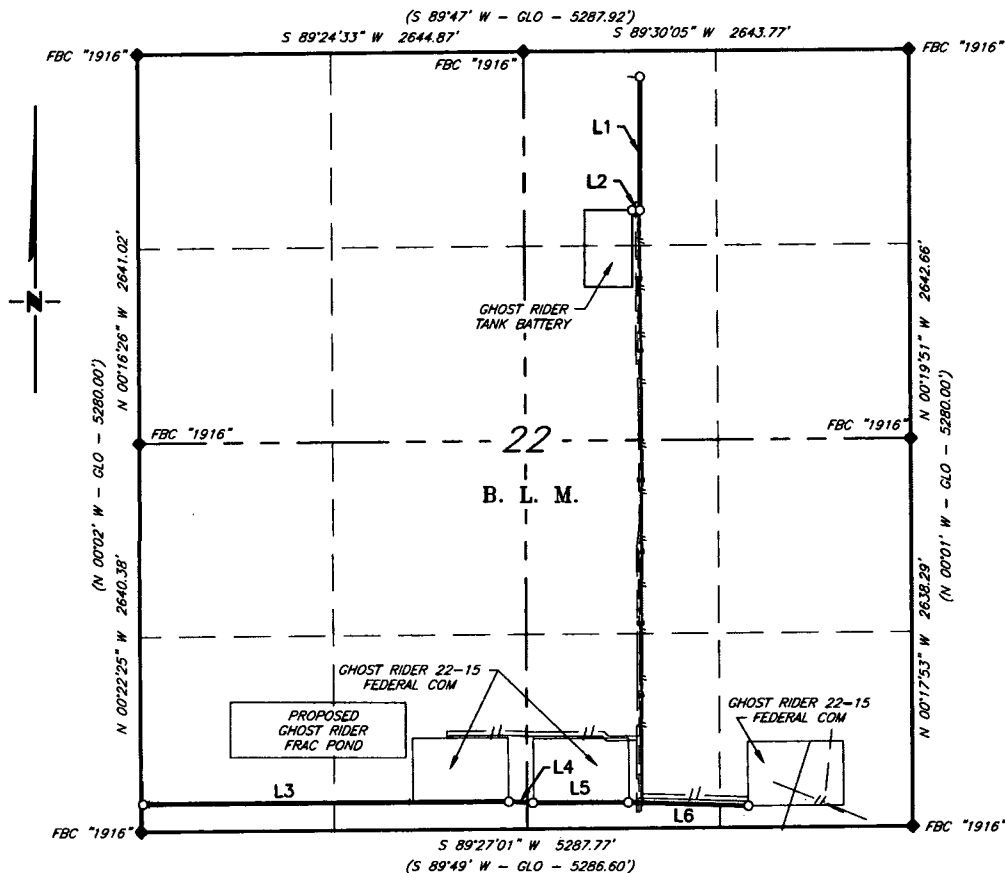 (S 89°47' W - GLO - 5287.92')
S 89°24'33" W 2644.87'
S 89°30'05" W 2643.77'
FBC "1916"
FBC "1916"
FBC "1916"
L1
L2
-N-
N 00°16'26" W 2641.02'
N 00°19'51" W 2642.66'
GHOST RIDER
TANK BATTERY
(N 00°02' W - GLO - 5280.00')
(N 00°01' W - GLO - 5280.00')
FBC "1916"
FBC "1916"
22
B. L. M.
N 00°22'25" W 2640.38'
N 00°17'53" W 2638.29'
GHOST RIDER 22-15
FEDERAL COM
GHOST RIDER 22-15
FEDERAL COM
PROPOSED
GHOST RIDER
FRAC POND
L3
L4
L5
L6
FBC "1916"
FBC "1916"
S 89°27'01" W 5287.77'
(S 89°49' W - GLO - 5286.60')